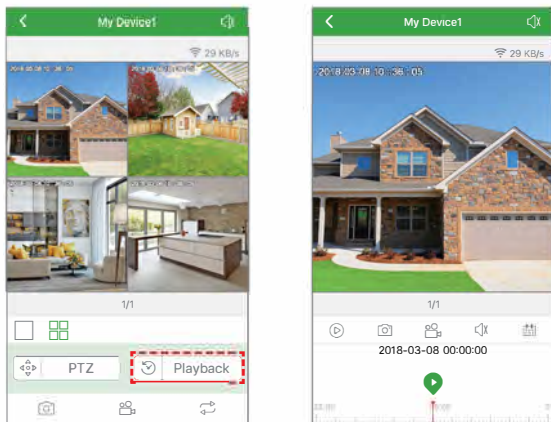 My Device1
29 KB/s
1/1
PTZ
Playback
My Device1
29 KB/s
2018-03-08 10:36:05
1/1
2018-03-08 00:00:00